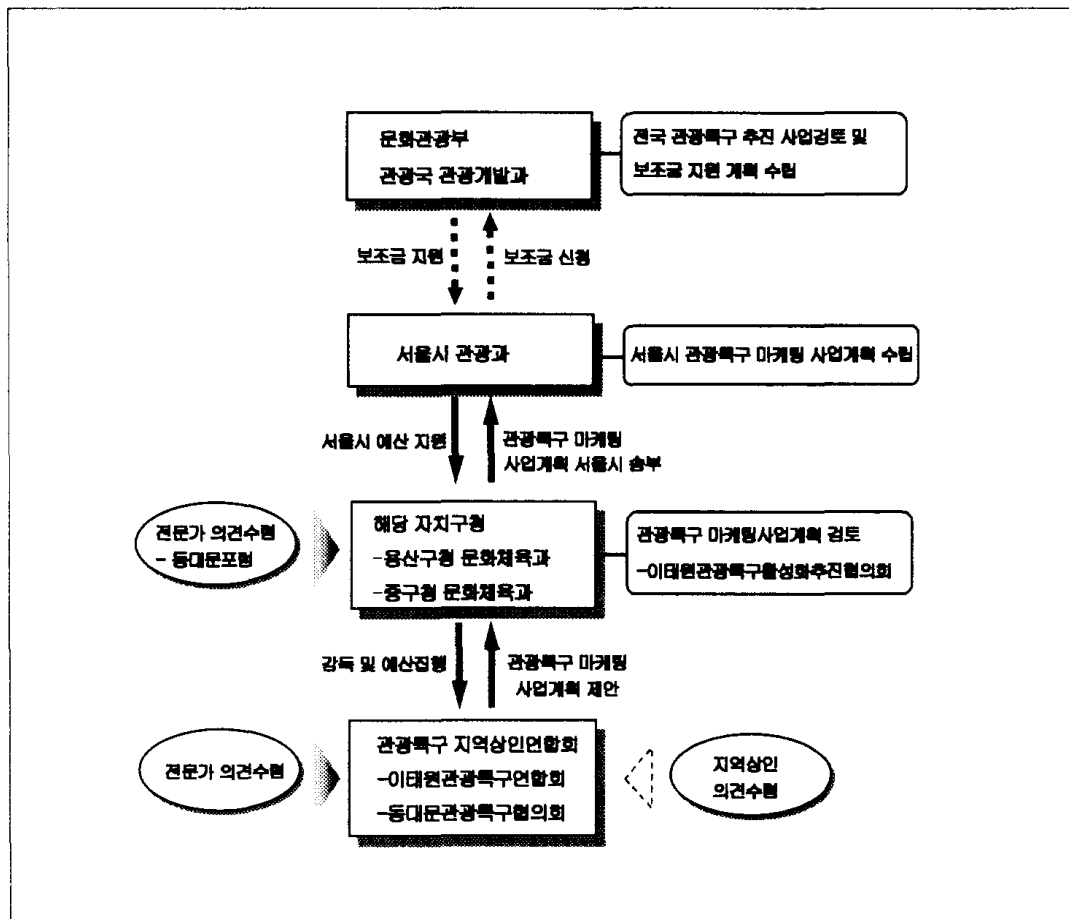 문화관광부
관광국 관광개발과
전국 관광특구 추진 사업검토 및
보조금 지원 계획 수립
보조금 지원
보조금 신청
서울시 관광과
서울시 관광특구 마케팅 사업계획 수립
서울시 예산 지원
관광특구 마케팅
사업계획 서울시 송부
전문가 의견수렴
- 동대문포럼
해당 자치구청
-용산구청 문화체육과
-중구청 문화체육과
관광특구 마케팅사업계획 검토
-이태원관광특구활성화추진협의회
감독 및 예산집행
관광특구 마케팅
사업계획 제안
전문가 의견수렴
관광특구 지역상인연합회
-이태원관광특구연합회
-동대문관광특구협의회
지역상인
의견수렴